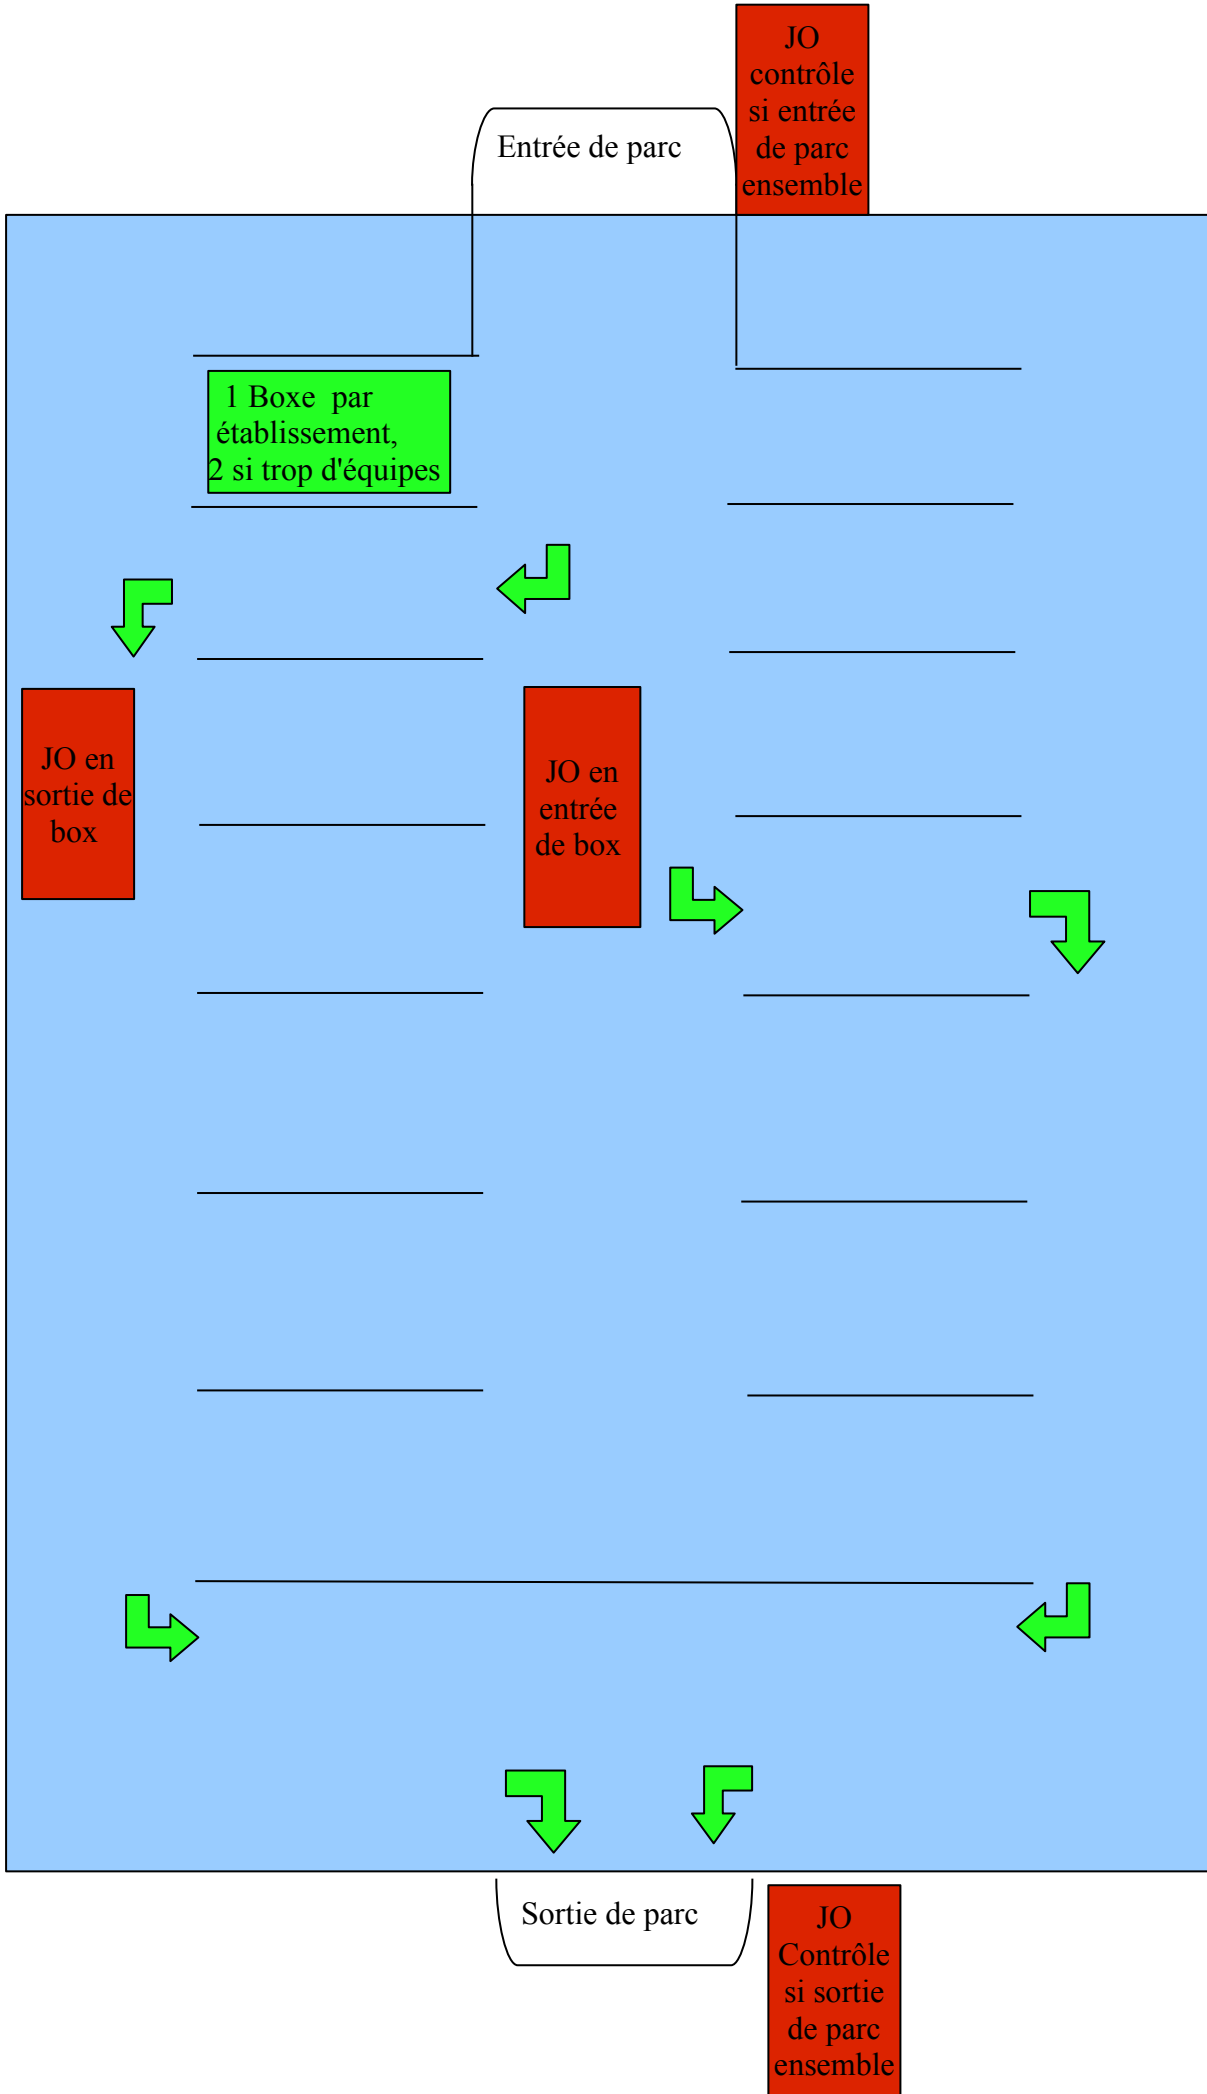 JO
contrôle
si entrée
de parc
ensemble
Entrée de parc
1 Boxe  par
établissement,
2 si trop d'équipes
JO en
sortie de
box
JO en
entrée
de box
Sortie de parc
JO
Contrôle
si sortie
de parc
ensemble